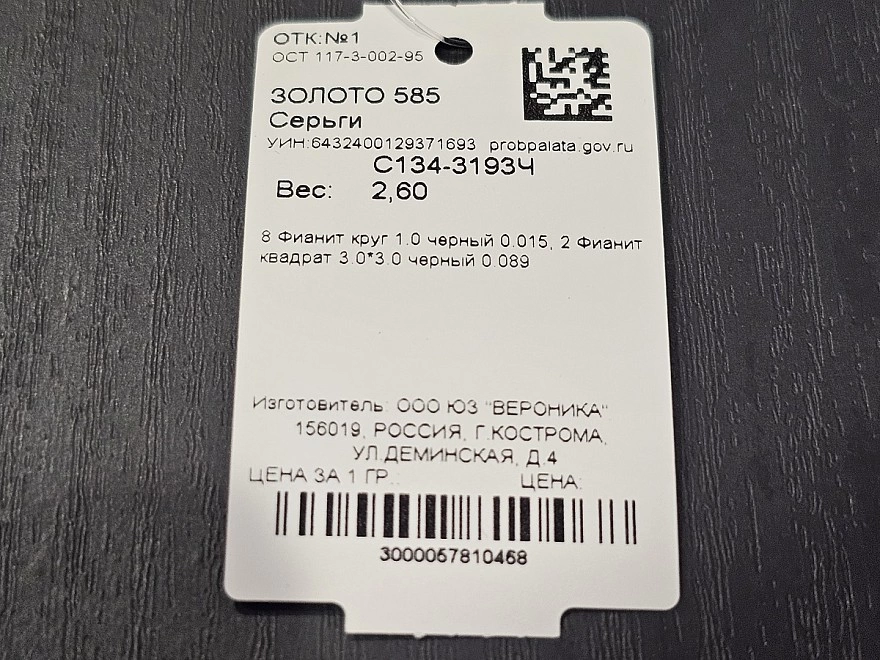 ОТК:№1
ОСТ 117-3-002-95
ЗОЛОТО 585
Серьги
УИН:6432400129371693 probpalata.gov.ru
С134-3193Ч
Вес: 2,60
8 Фианит круг 1.0 черный 0.015, 2 Фианит
квадрат 3.0*3.0 черный 0.089
Изготовитель: ООО ЮЗ "ВЕРОНИКА"
156019, РОССИЯ, Г.КОСТРОМА,
УЛ.ДЕМИНСКАЯ, Д.4
ЦЕНА ЗА 1 ГР.: ЦЕНА:
3000057810468